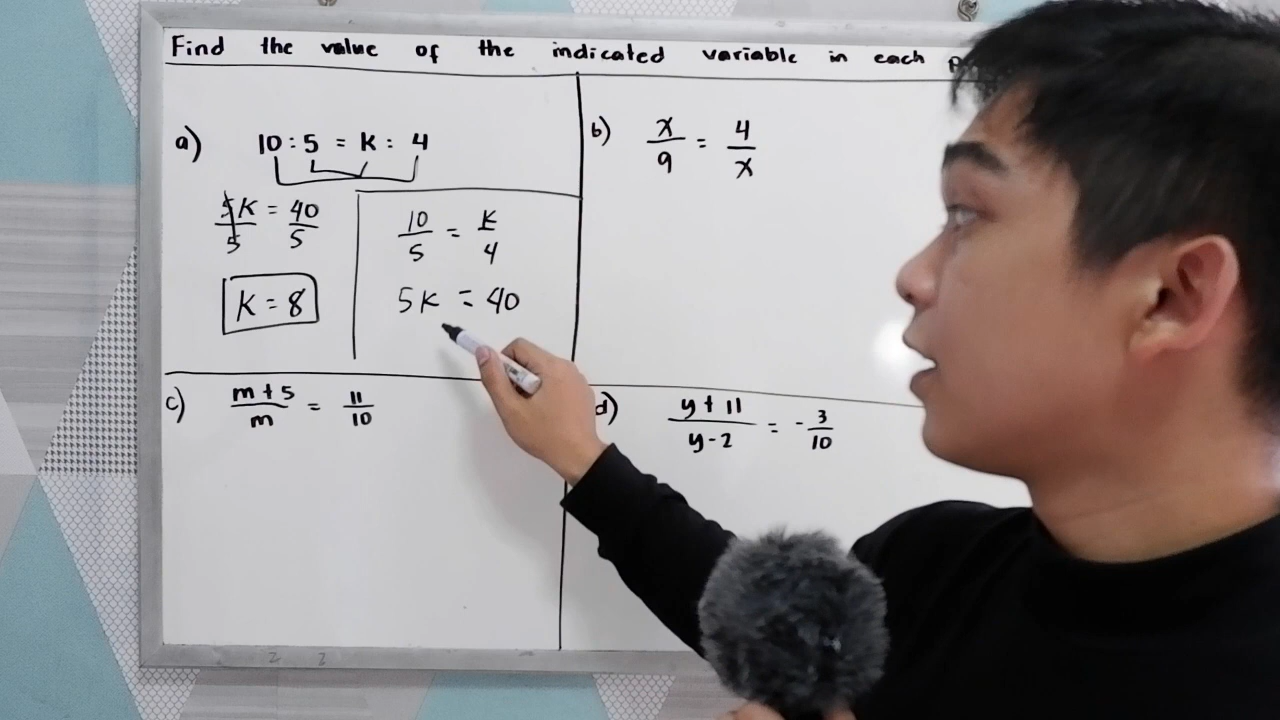 Find the value of the indicated variable in each
a) 10 : 5 = k : 4
5k/5 = 40/5
k = 8
10/5 = k/4
5k = 40
b) x/9 = 4/x
c) (m + 5)/m = 11/10
d) (y + 11)/(y - 2) = - 3/10